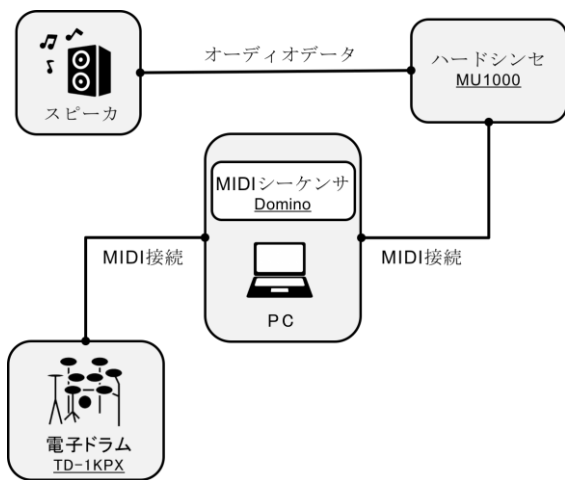 オーディオデータ
スピーカ
ハードシンセ
MU1000
MIDIシーケンサ
Domino
PC
MIDI接続
MIDI接続
電子ドラム
TD-1KPX